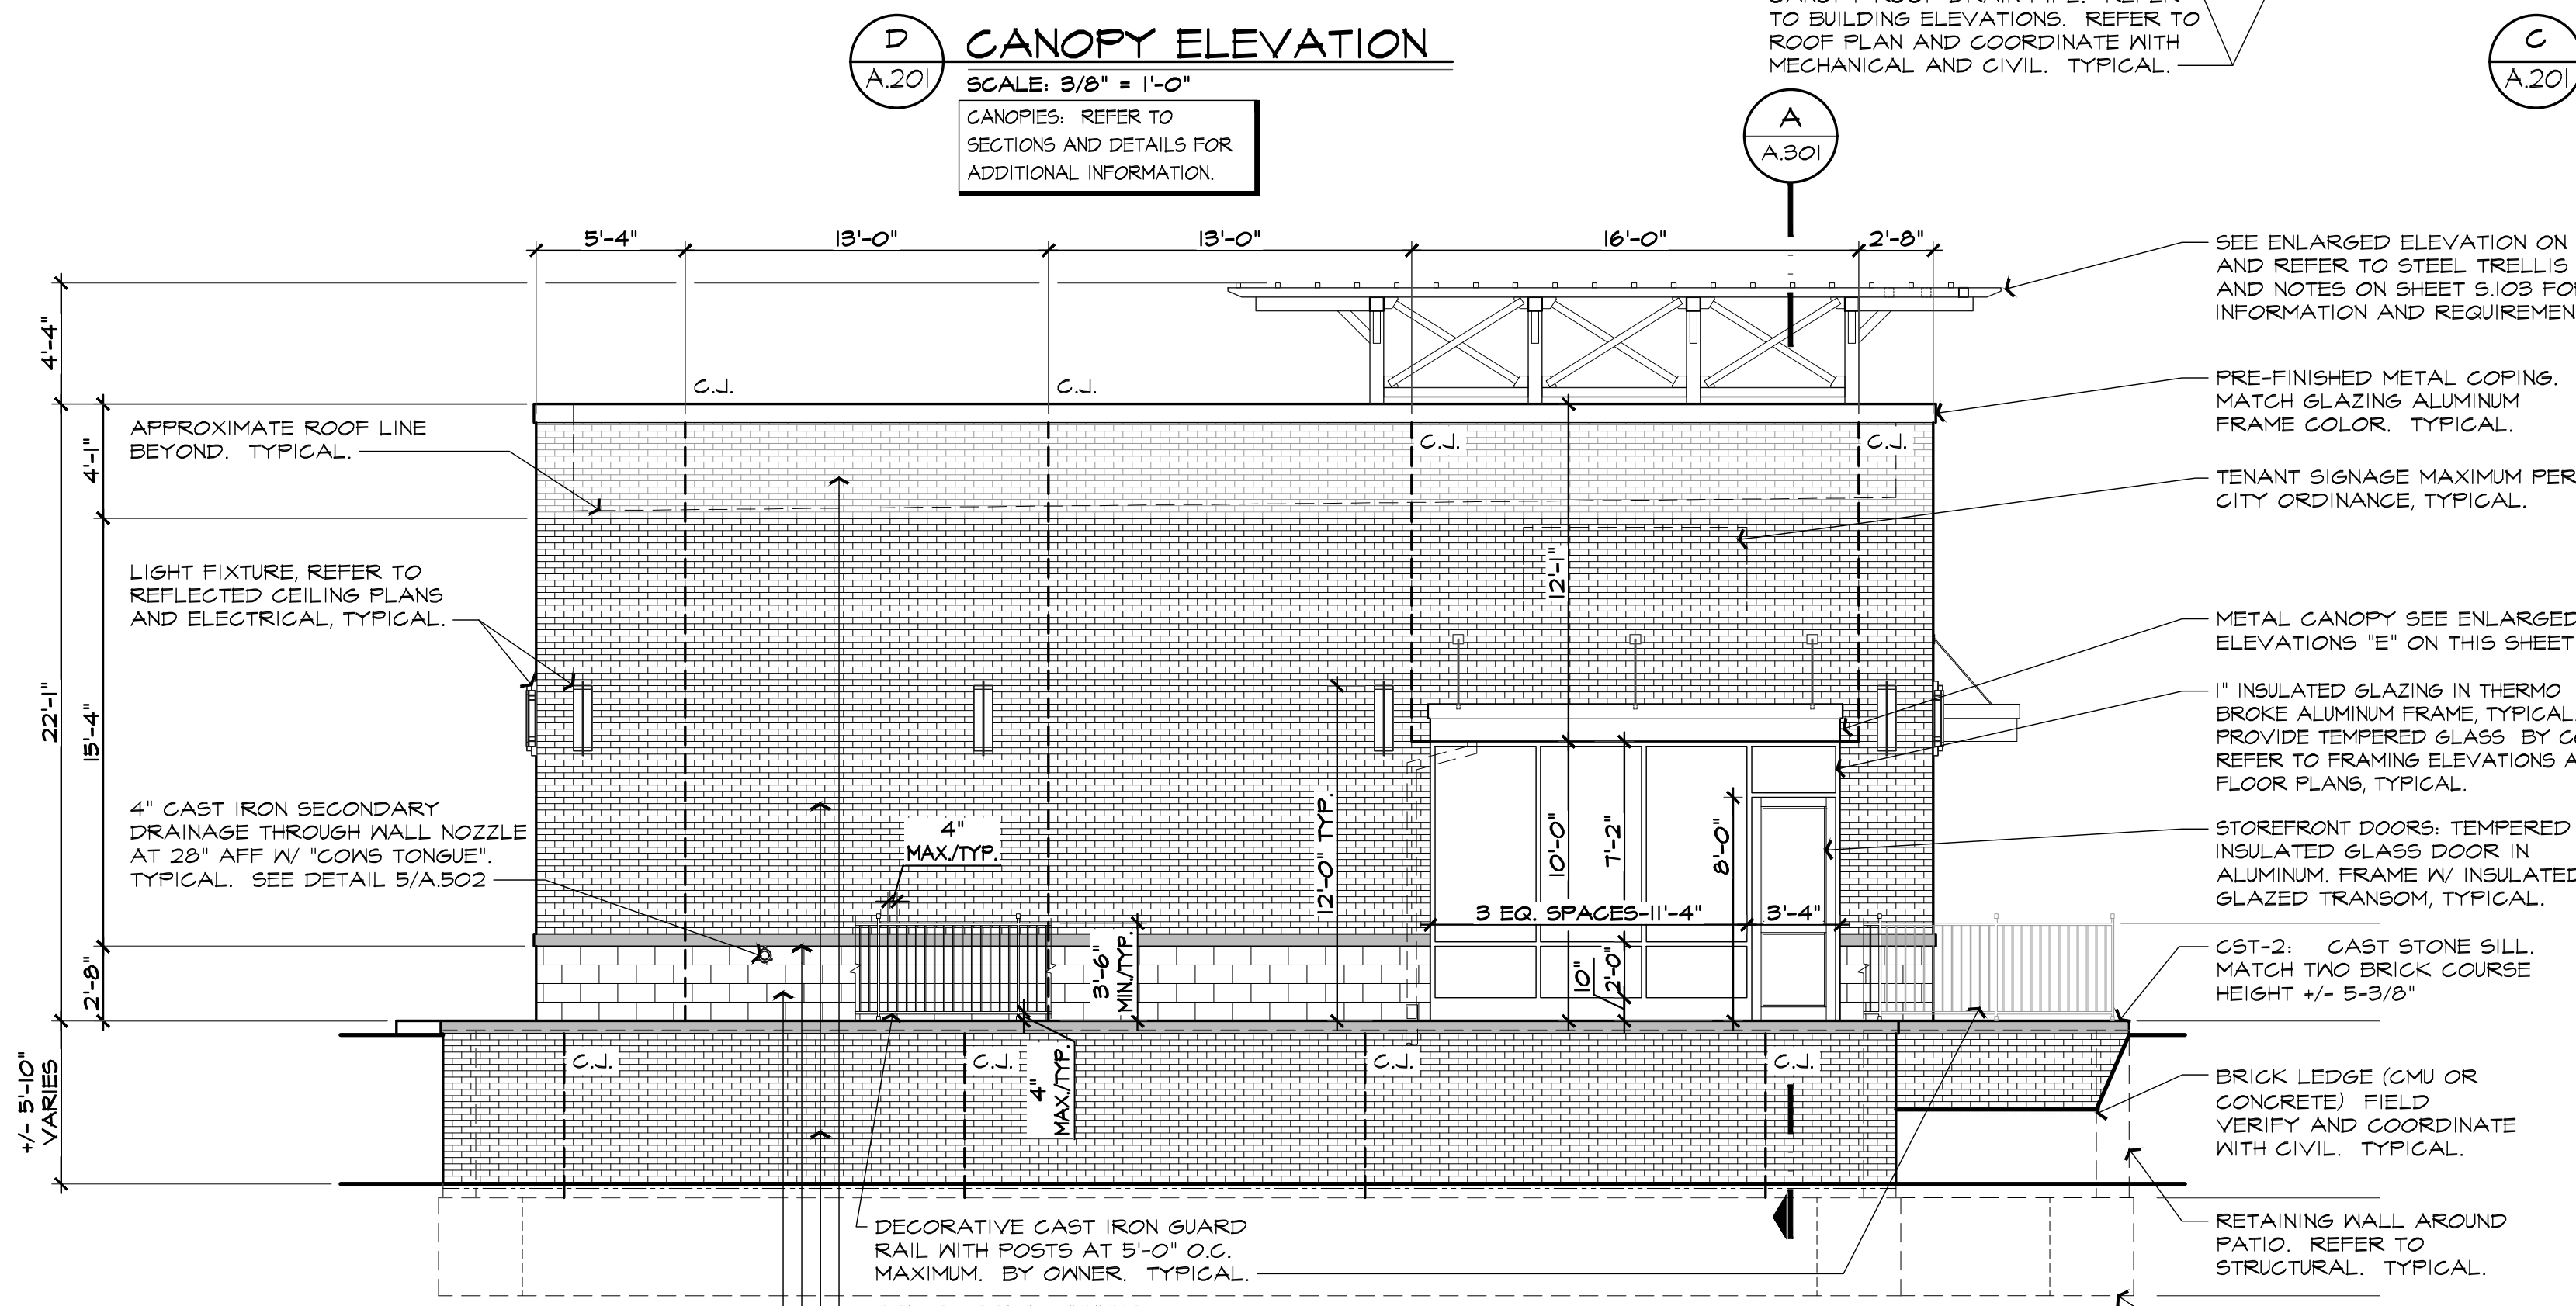 D
A.201
CANOPY ELEVATION
SCALE: 3/8" = 1'-0"
CANOPIES: REFER TO
SECTIONS AND DETAILS FOR
ADDITIONAL INFORMATION.
CANOPY ROOF DRAIN PIPE. REFER
TO BUILDING ELEVATIONS. REFER TO
ROOF PLAN AND COORDINATE WITH
MECHANICAL AND CIVIL. TYPICAL.
C
A.201
A
A.301
5'-4"
13'-0"
13'-0"
16'-0"
2'-8"
4'-4"
22'-1"
+/- 5'-10"
VARIES
4'-1"
15'-4"
2'-8"
C.J.
C.J.
C.J.
C.J.
APPROXIMATE ROOF LINE
BEYOND. TYPICAL.
LIGHT FIXTURE, REFER TO
REFLECTED CEILING PLANS
AND ELECTRICAL, TYPICAL.
4" CAST IRON SECONDARY
DRAINAGE THROUGH WALL NOZZLE
AT 28" AFF W/ "COWS TONGUE".
TYPICAL. SEE DETAIL 5/A.502
4"
MAX./TYP.
3'-6"
MIN./TYP.
12'-0" TYP.
12'-1"
10'-0"
7'-2"
8'-0"
3 EQ. SPACES-11'-4"
3'-4"
10"
2'-0"
4"
MAX./TYP.
C.J.
C.J.
C.J.
C.J.
SEE ENLARGED ELEVATION ON
AND REFER TO STEEL TRELLIS
AND NOTES ON SHEET S.103 FO
INFORMATION AND REQUIREMEN
PRE-FINISHED METAL COPING.
MATCH GLAZING ALUMINUM
FRAME COLOR. TYPICAL.
TENANT SIGNAGE MAXIMUM PER
CITY ORDINANCE, TYPICAL.
METAL CANOPY SEE ENLARGED
ELEVATIONS "E" ON THIS SHEET
1" INSULATED GLAZING IN THERMO
BROKE ALUMINUM FRAME, TYPICAL.
PROVIDE TEMPERED GLASS BY CO
REFER TO FRAMING ELEVATIONS A
FLOOR PLANS, TYPICAL.
STOREFRONT DOORS: TEMPERED
INSULATED GLASS DOOR IN
ALUMINUM. FRAME W/ INSULATED
GLAZED TRANSOM, TYPICAL.
CST-2: CAST STONE SILL.
MATCH TWO BRICK COURSE
HEIGHT +/- 5-3/8"
BRICK LEDGE (CMU OR
CONCRETE) FIELD
VERIFY AND COORDINATE
WITH CIVIL. TYPICAL.
RETAINING WALL AROUND
PATIO. REFER TO
STRUCTURAL. TYPICAL.
DECORATIVE CAST IRON GUARD
RAIL WITH POSTS AT 5'-0" O.C.
MAXIMUM. BY OWNER. TYPICAL.